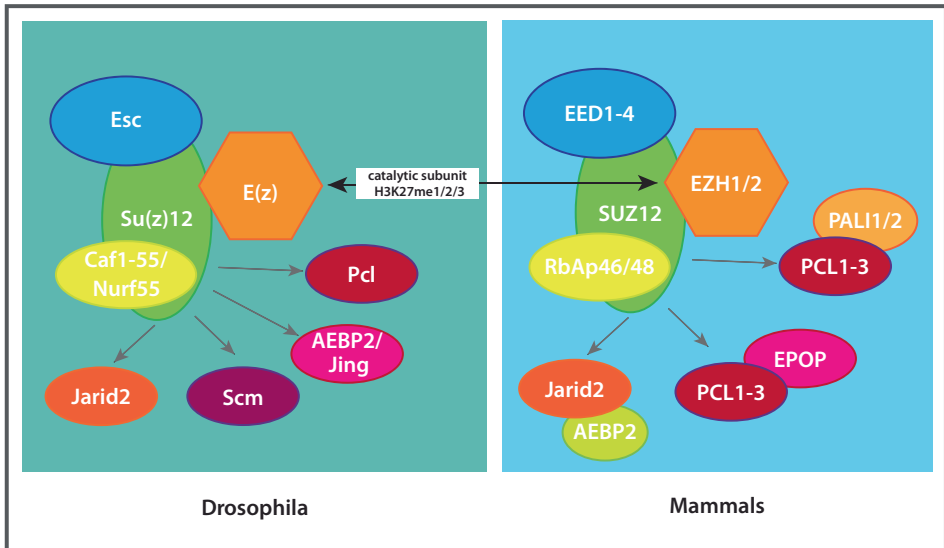 Esc
E(z)
Su(z)12
Caf1-55/
Nurf55
Pcl
AEBP2/
Jing
Jarid2
Scm
catalytic subunit
H3K27me1/2/3
EED1-4
EZH1/2
SUZ12
PALI1/2
RbAp46/48
PCL1-3
EPOP
Jarid2
PCL1-3
AEBP2
Drosophila
Mammals